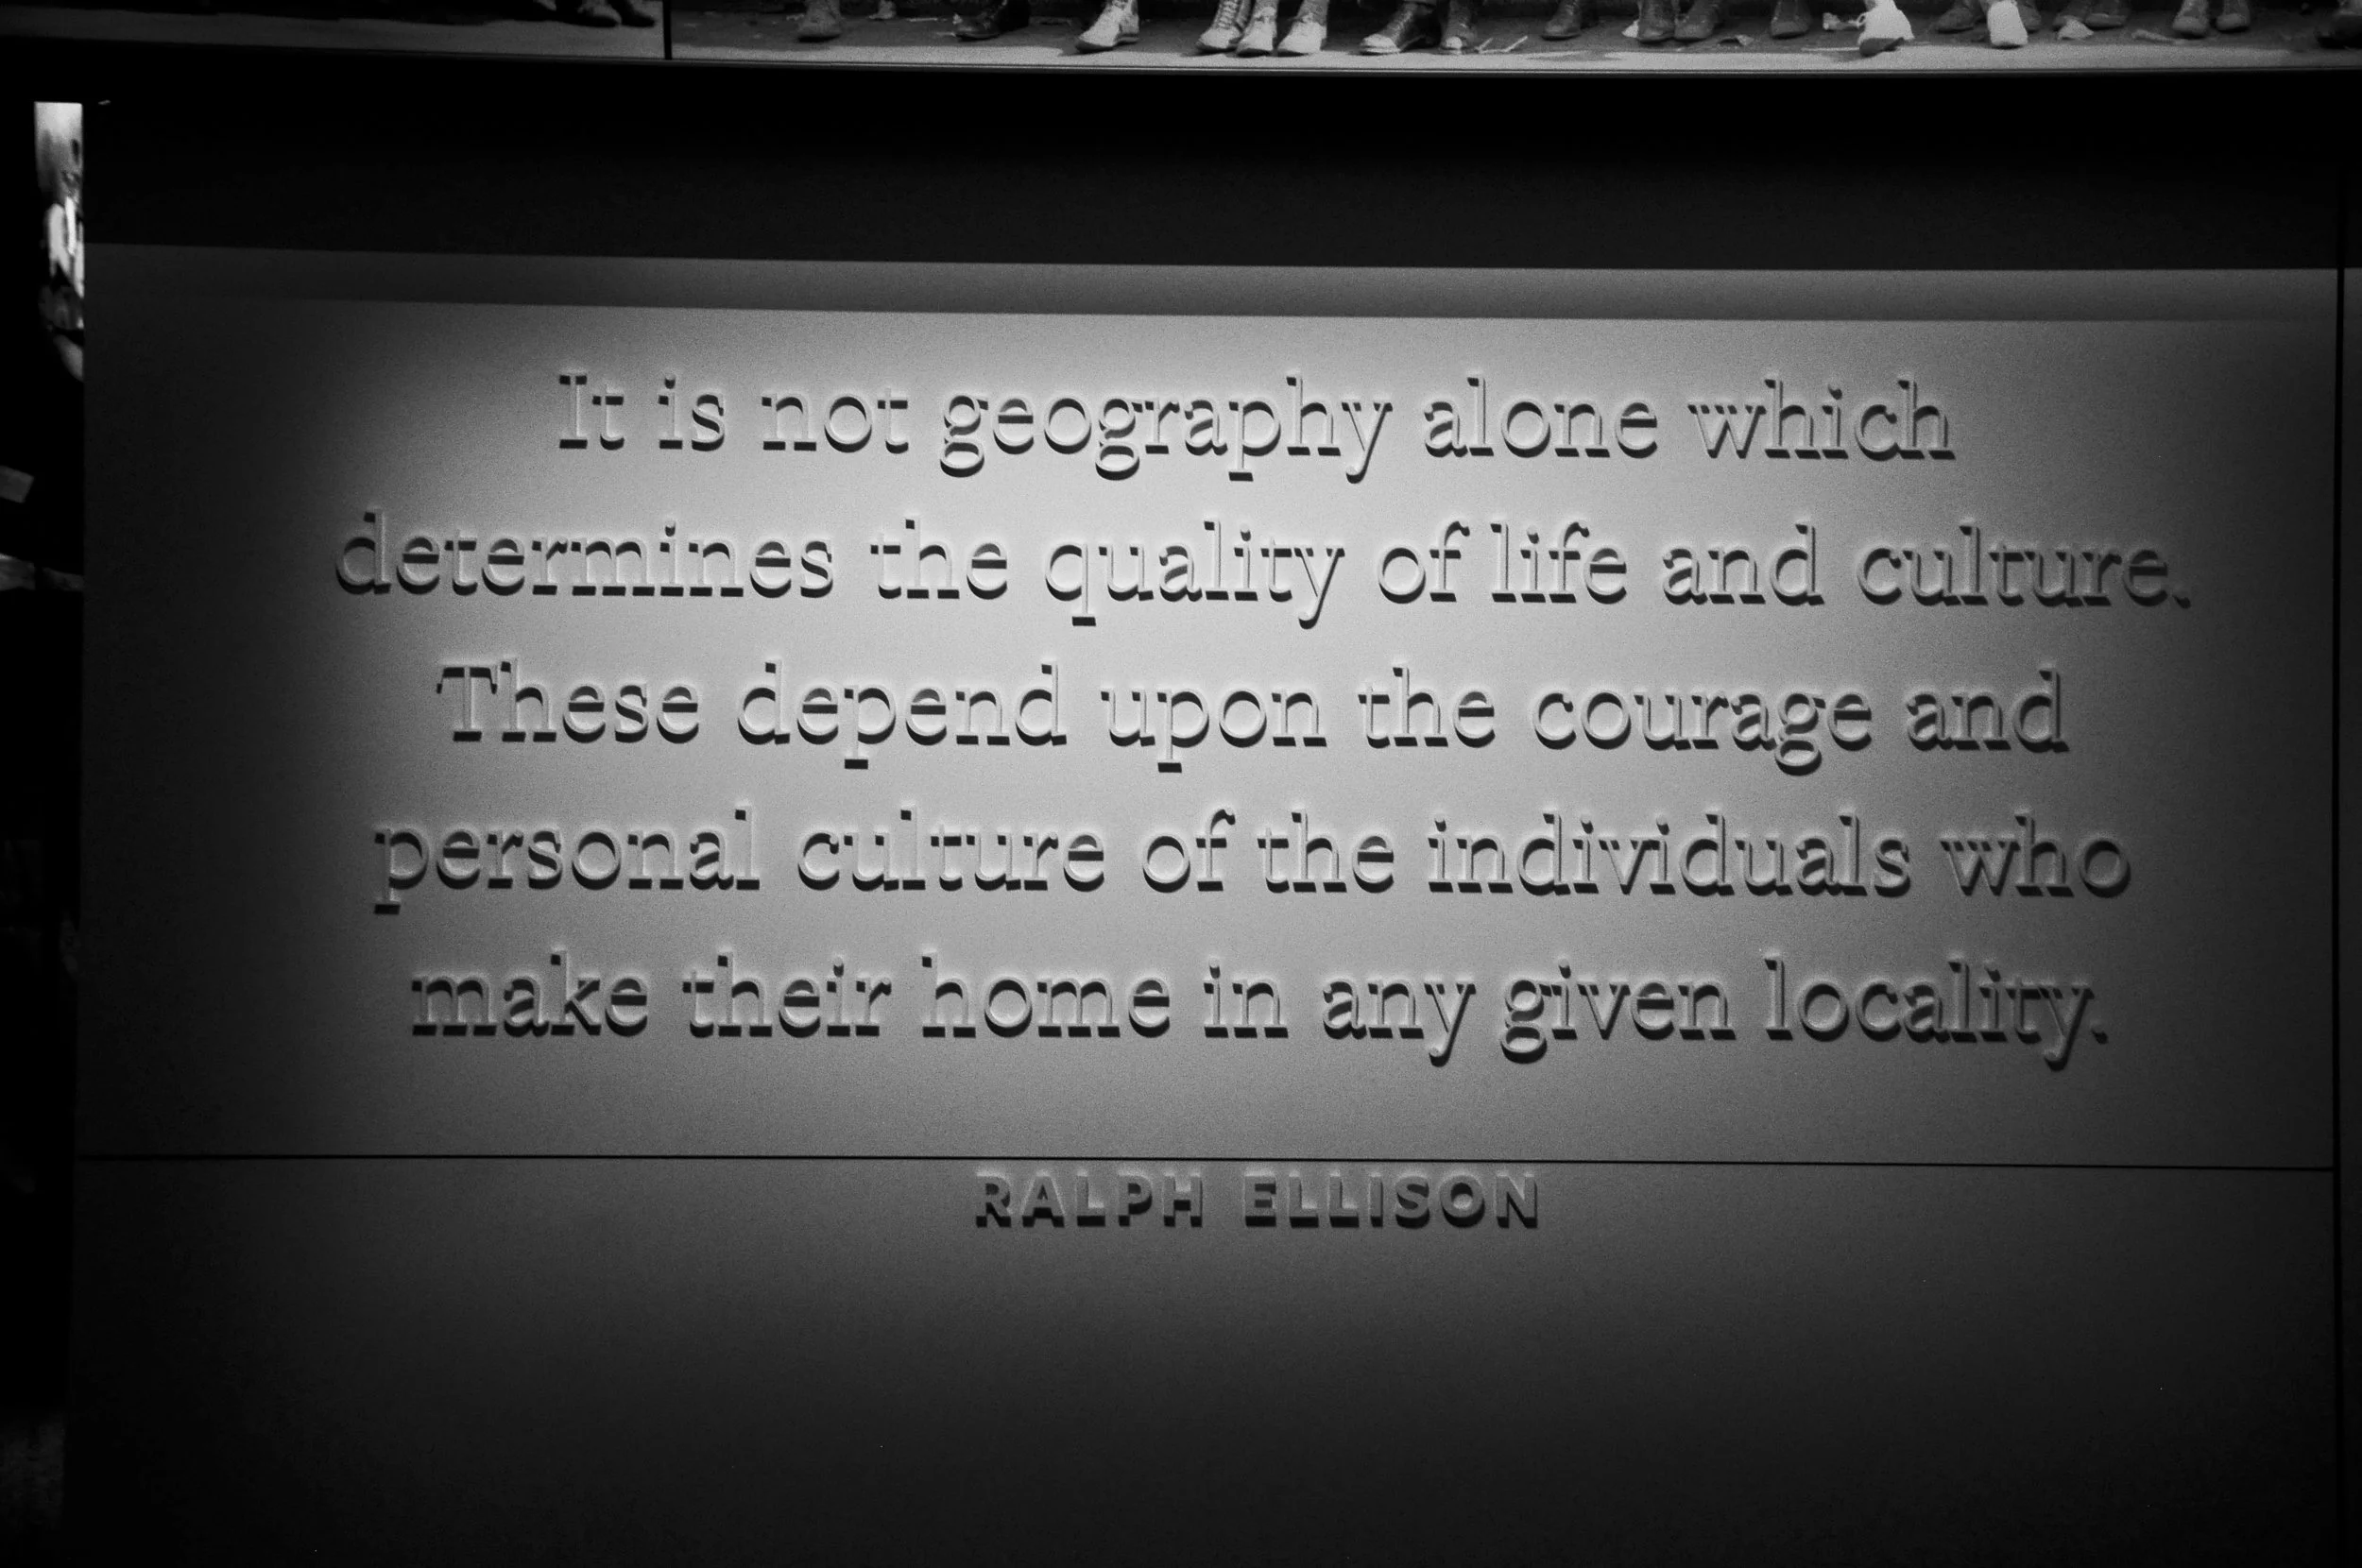 It is not geography alone which
determines the quality of life and culture.
These depend upon the courage and
personal culture of the individuals who
make their home in any given locality.
RALPH ELLISON